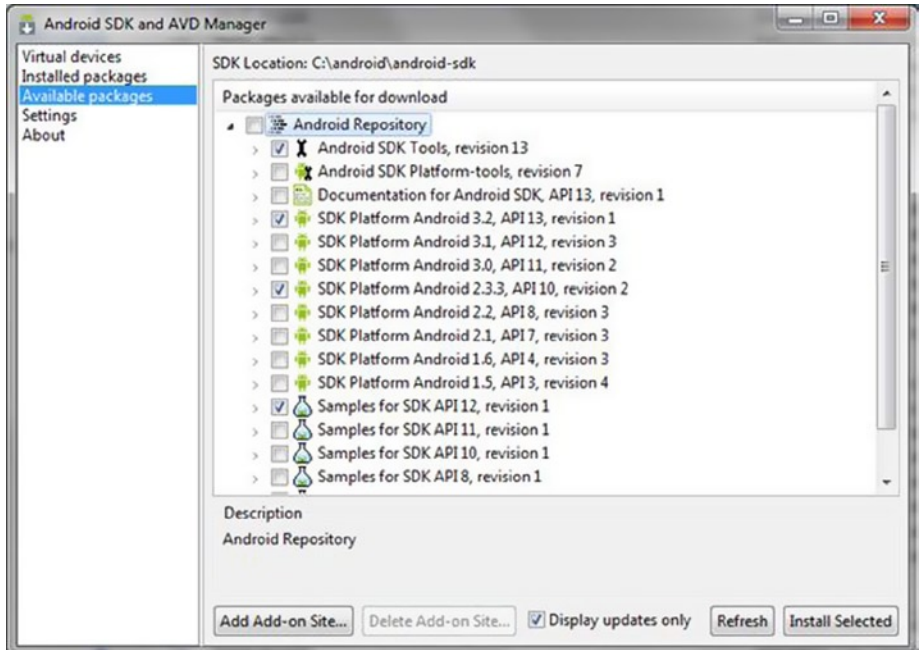 Android SDK and AVD Manager
Virtual devices
Installed packages
Available packages
Settings
About
SDK Location: C:\android\android-sdk
Packages available for download
Android Repository
Android SDK Tools, revision 13
Android SDK Platform-tools, revision 7
Documentation for Android SDK, API 13, revision 1
SDK Platform Android 3.2, API 13, revision 1
SDK Platform Android 3.1, API 12, revision 3
SDK Platform Android 3.0, API 11, revision 2
SDK Platform Android 2.3.3, API 10, revision 2
SDK Platform Android 2.2, API 8, revision 3
SDK Platform Android 2.1, API 7, revision 3
SDK Platform Android 1.6, API 4, revision 3
SDK Platform Android 1.5, API 3, revision 4
Samples for SDK API 12, revision 1
Samples for SDK API 11, revision 1
Samples for SDK API 10, revision 1
Samples for SDK API 8, revision 1
Description
Android Repository
Add Add-on Site... Delete Add-on Site... Display updates only Refresh Install Selected